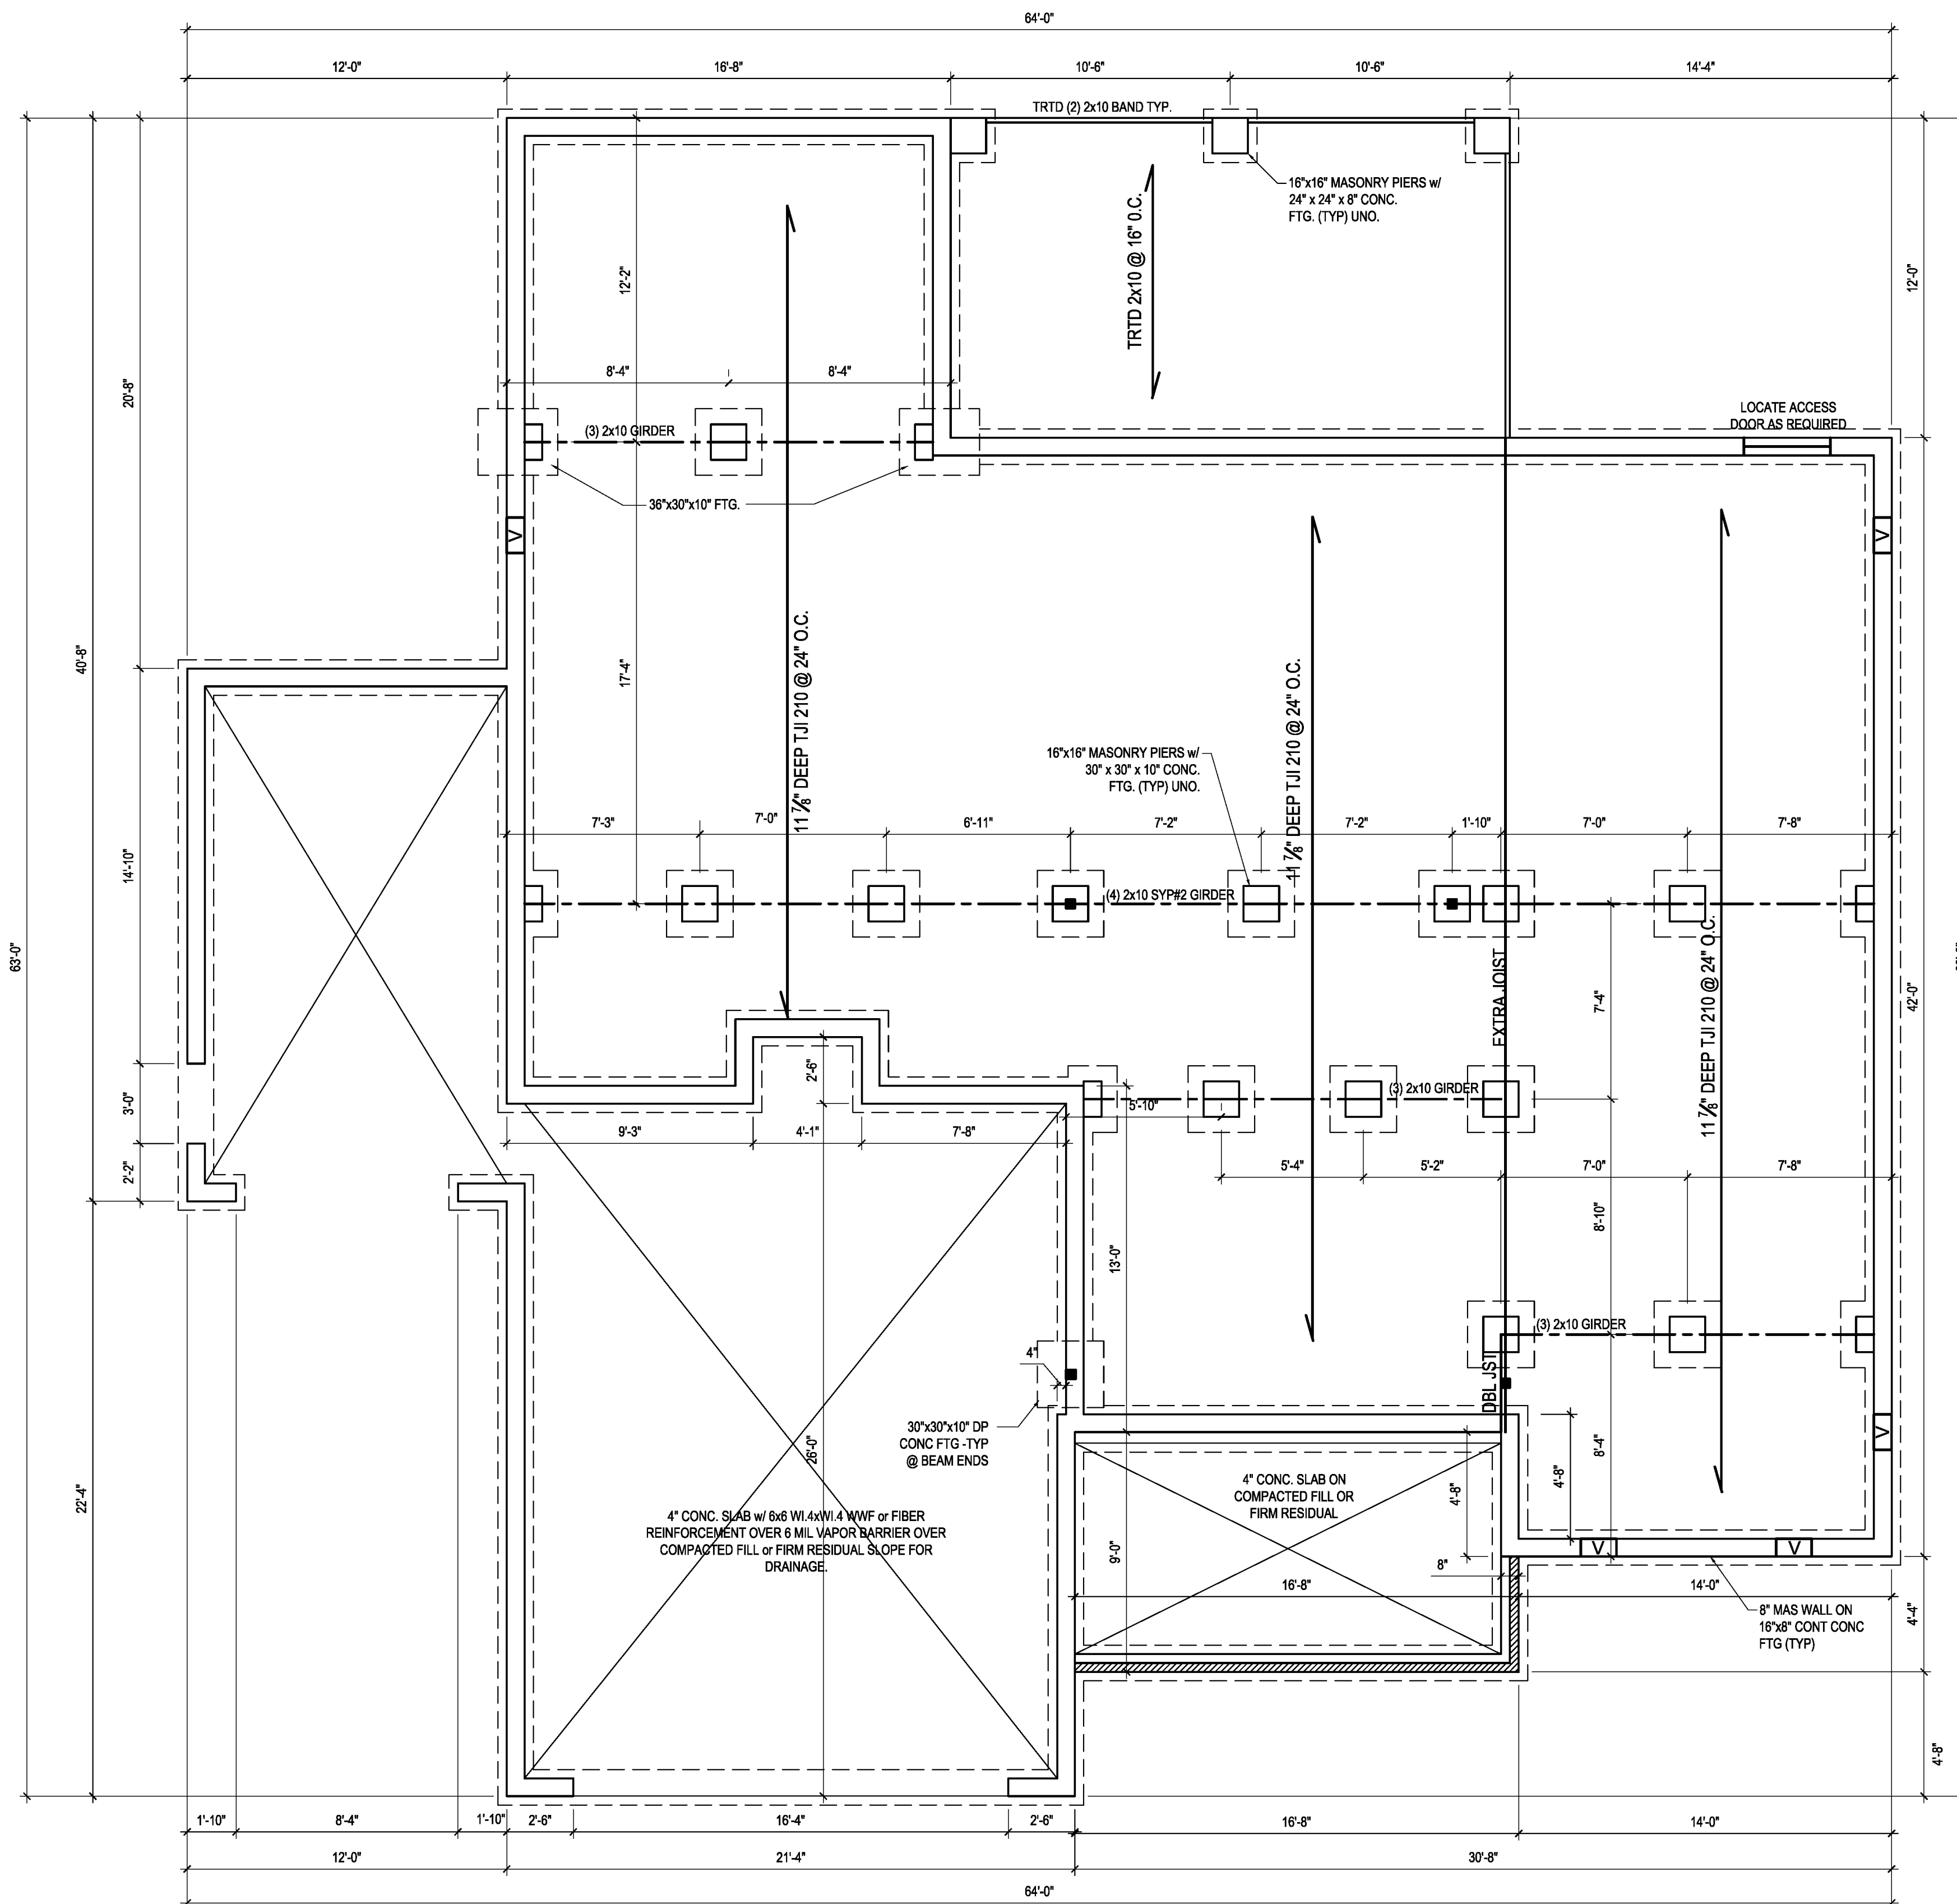 64'-0"
12'-0"
16'-8"
10'-6"
10'-6"
14'-4"
TRTD (2) 2x10 BAND TYP.
16"x16" MASONRY PIERS w/
24" x 24" x 8" CONC.
FTG. (TYP) UNO.
TRTD 2x10 @ 16" O.C.
12'-2"
12'-0"
20'-8"
8'-4"
8'-4"
(3) 2x10 GIRDER
LOCATE ACCESS
DOOR AS REQUIRED
36"x30"x10" FTG.
V
V
40'-8"
17'-4"
11 7/8" DEEP TJI 210 @ 24" O.C.
11 7/8" DEEP TJI 210 @ 24" O.C.
16"x16" MASONRY PIERS w/
30" x 30" x 10" CONC.
FTG. (TYP) UNO.
7'-3"
7'-0"
6'-11"
7'-2"
7'-2"
1'-10"
7'-0"
7'-8"
14'-10"
(4) 2x10 SYP#2 GIRDER
63'-0"
EXTRA JOIST
7'-4"
11 7/8" DEEP TJI 210 @ 24" O.C.
42'-0"
2'-6"
3'-0"
5'-10"
(3) 2x10 GIRDER
9'-3"
4'-1"
7'-8"
2'-2"
5'-4"
5'-2"
7'-0"
7'-8"
8'-10"
13'-0"
(3) 2x10 GIRDER
4"
DBL JST
30"x30"x10" DP
CONC FTG -TYP
@ BEAM ENDS
26'-0"
V
8'-4"
4'-8"
4'-8"
4" CONC. SLAB ON
COMPACTED FILL OR
FIRM RESIDUAL
22'-4"
4" CONC. SLAB w/ 6x6 WI.4xWI.4 WWF or FIBER
REINFORCEMENT OVER 6 MIL VAPOR BARRIER OVER
COMPACTED FILL or FIRM RESIDUAL SLOPE FOR
DRAINAGE.
9'-0"
V
V
8"
16'-8"
14'-0"
8" MAS WALL ON
16"x8" CONT CONC
FTG (TYP)
4'-4"
4'-8"
1'-10"
8'-4"
1'-10"
2'-6"
16'-4"
2'-6"
16'-8"
14'-0"
12'-0"
21'-4"
30'-8"
64'-0"